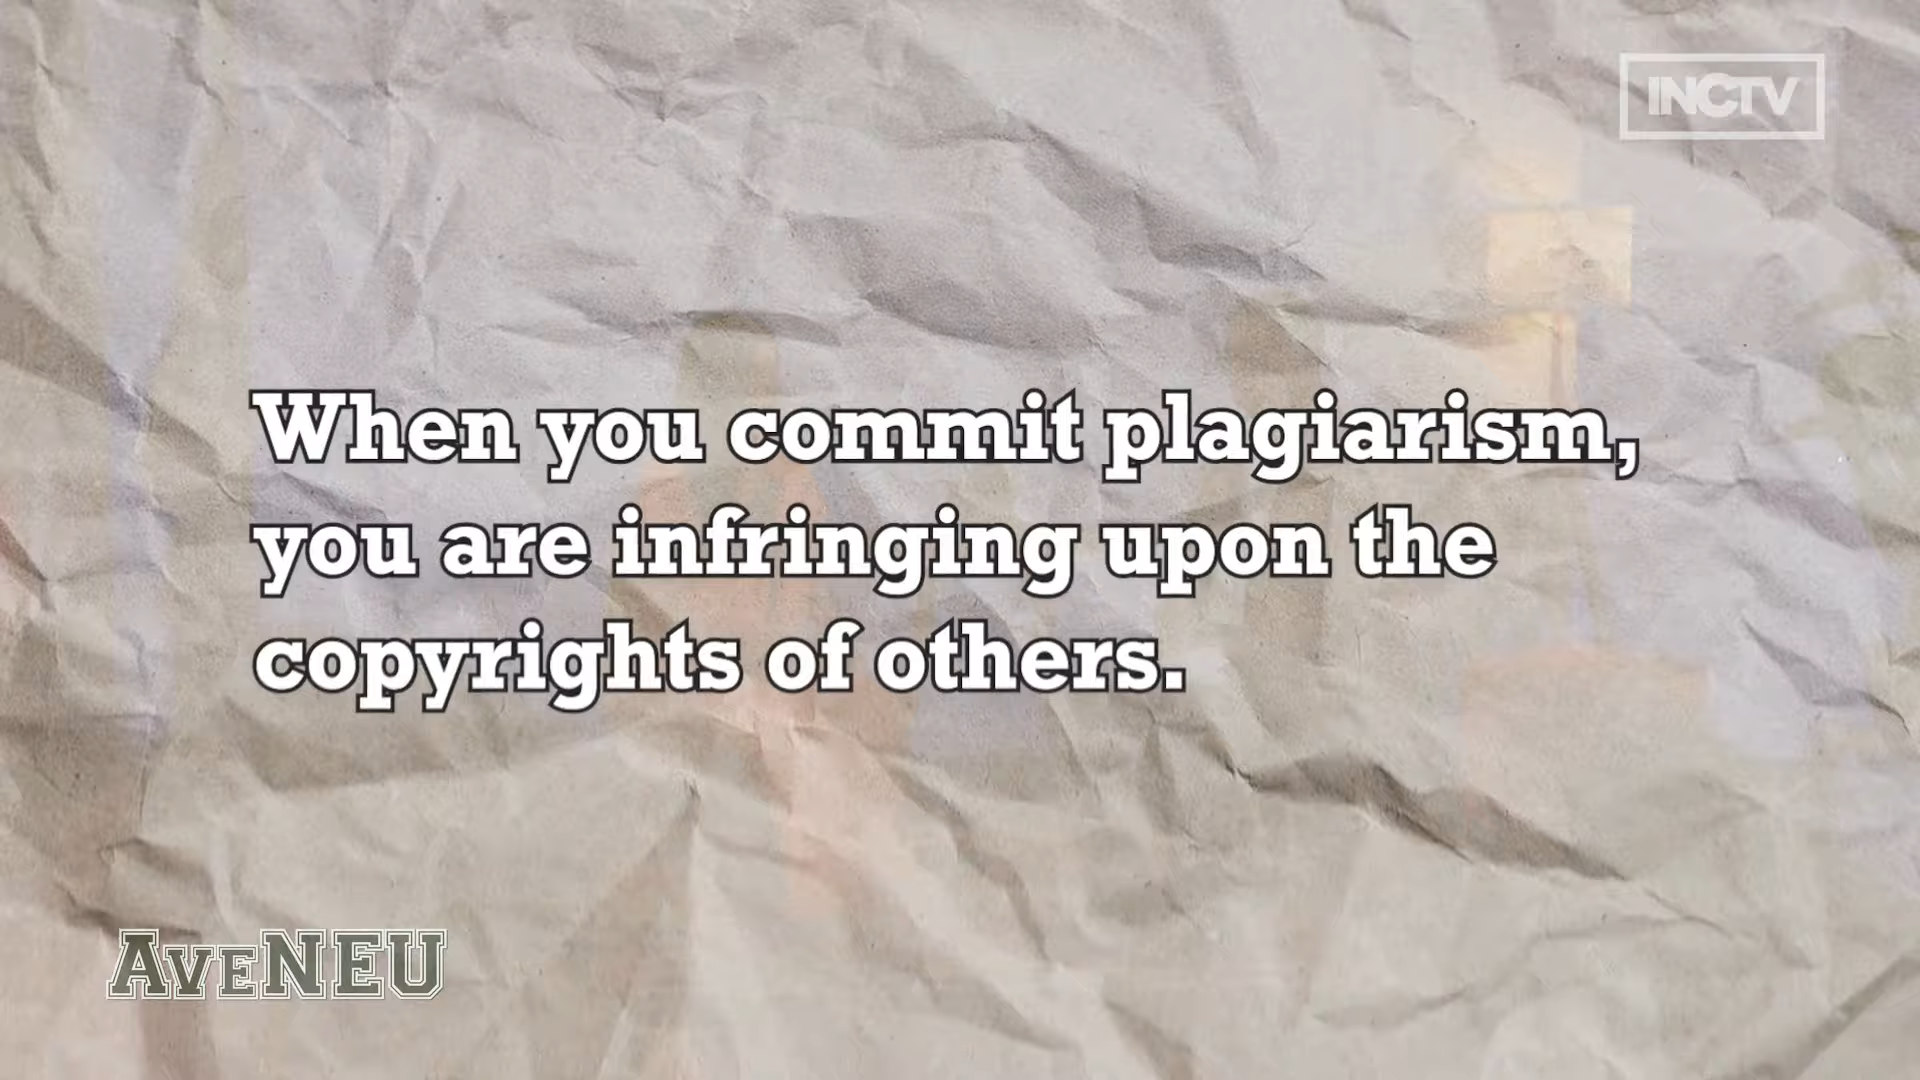 INCTV
When you commit plagiarism,
you are infringing upon the
copyrights of others.
AVENEU